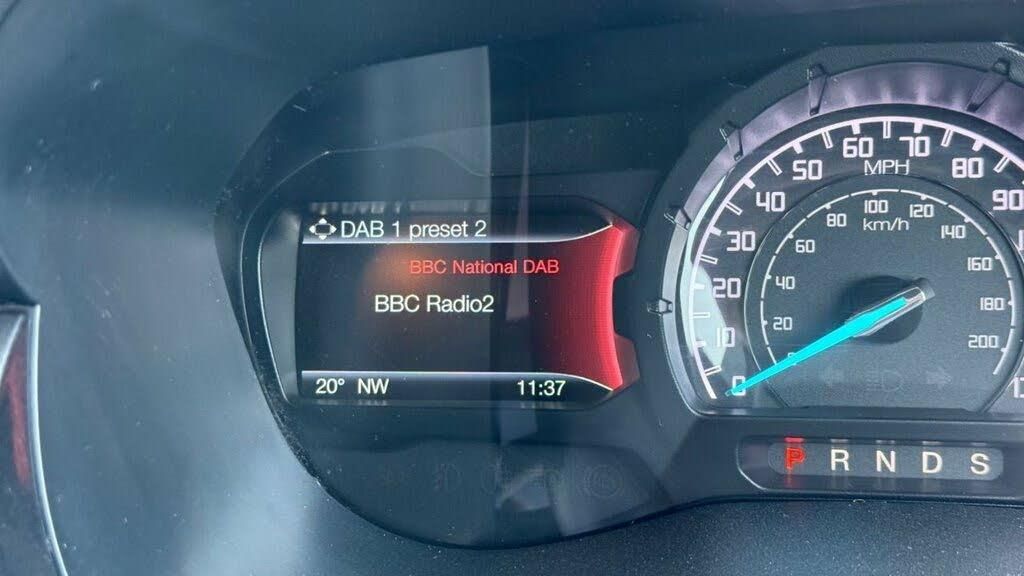 DAB 1 preset 2
BBC National DAB
BBC Radio2
20° NW 11:37
0 10 20 30 40 50 60 70 80 90
MPH
20 40 60 80 100 120 140 160 180 200
km/h
P R N D S